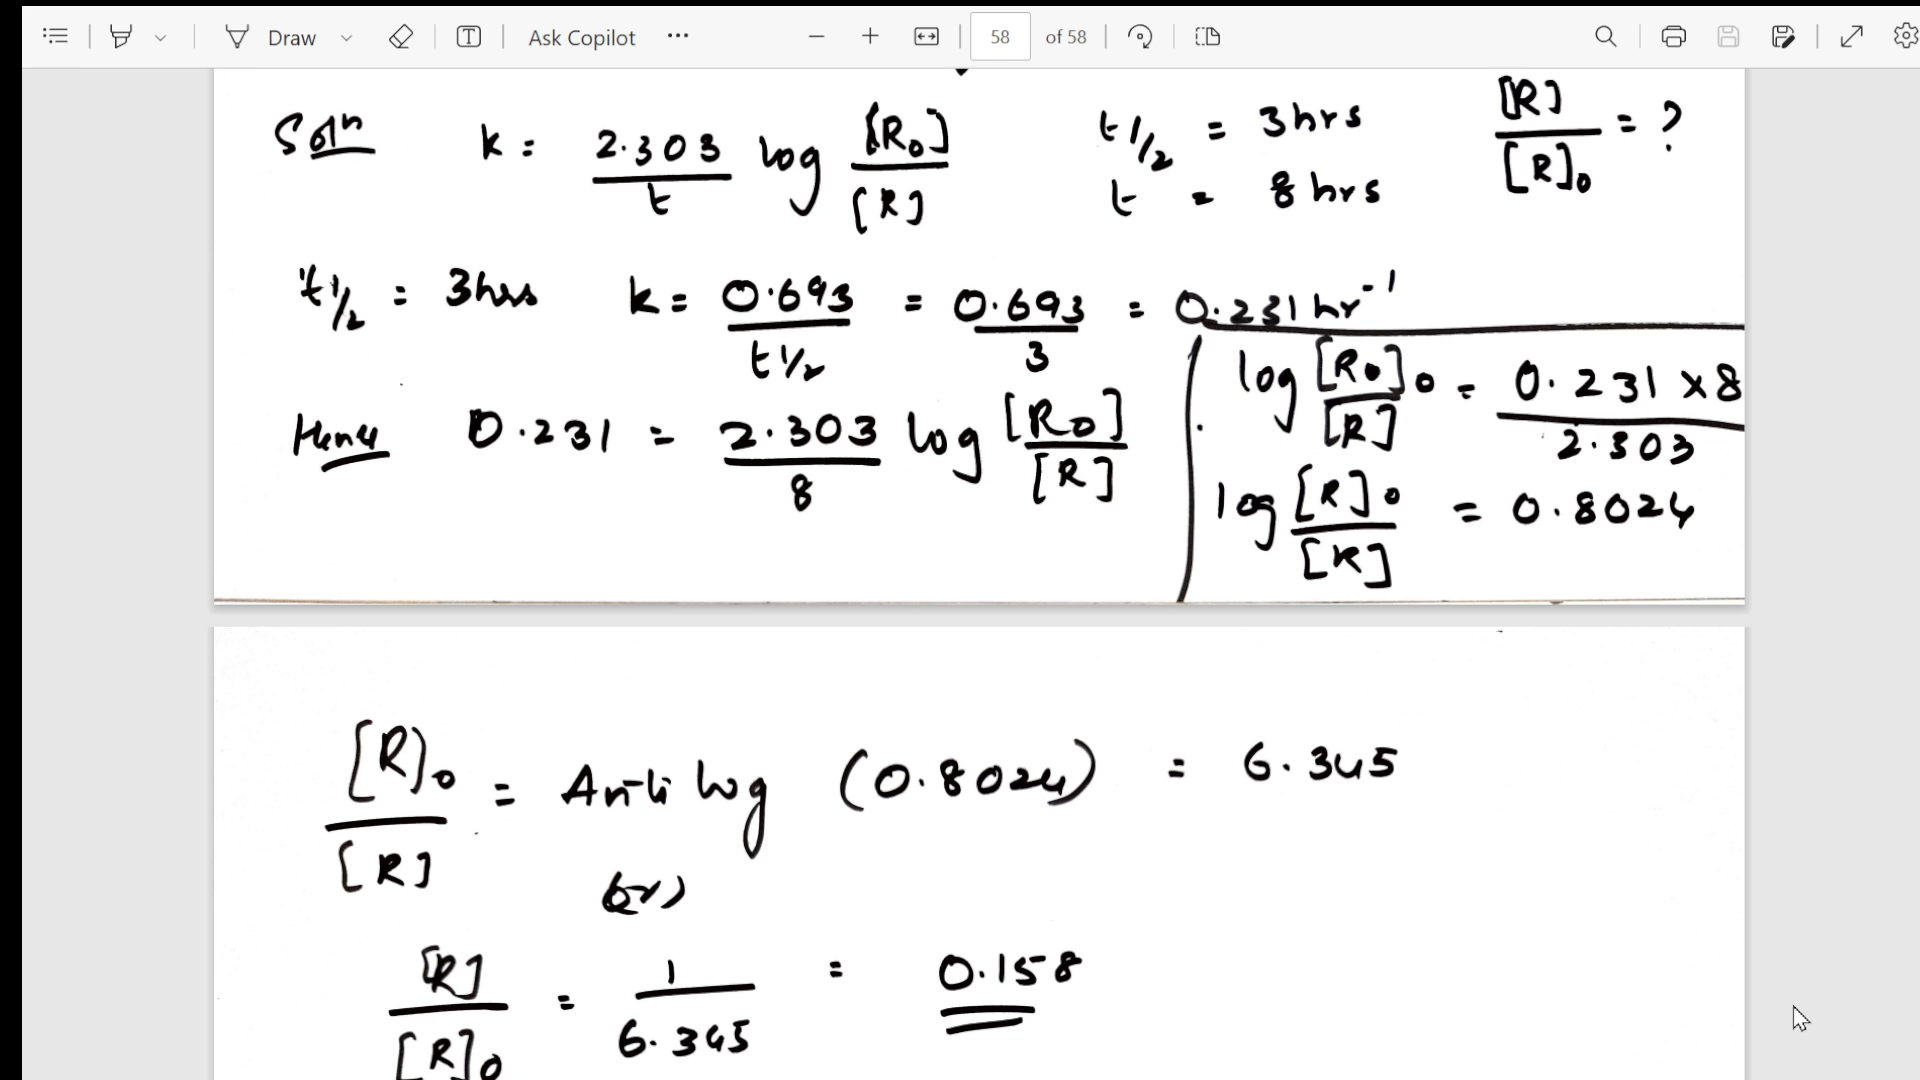 Draw Ask Copilot ... 58 of 58
Soln k = 2.303 / t log [R₀] / [R] t1/2 = 3hrs [R] / [R]₀ = ?
t = 8 hrs
t1/2 = 3hrs k = 0.693 / t1/2 = 0.693 / 3 = 0.231 hr⁻¹
Hence 0.231 = 2.303 / 8 log [R₀] / [R]
log [R₀]₀ / [R] = 0.231 x 8 / 2.303
log [R]₀ / [R] = 0.8024
[R]₀ / [R] = Anti log (0.8024) = 6.345
(or)
[R] / [R]₀ = 1 / 6.345 = 0.158